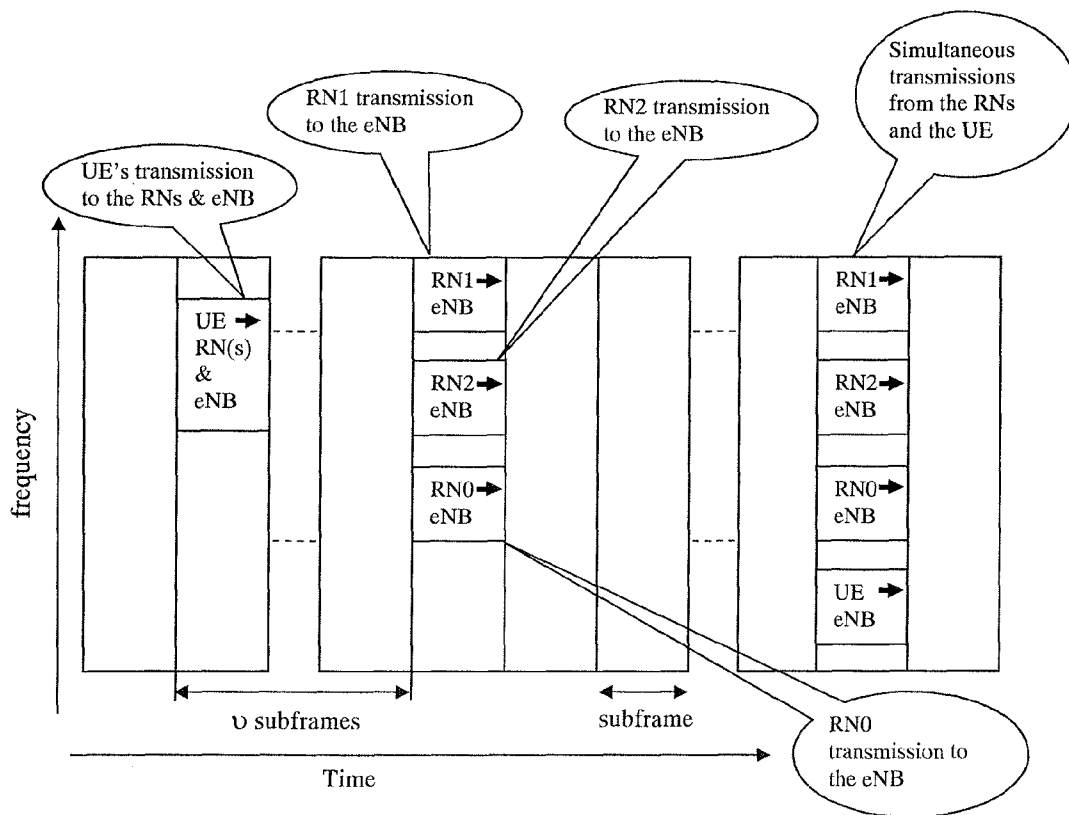 Simultaneous
transmissions
from the RNs
and the UE
RN1 transmission
to the eNB
RN2 transmission
to the eNB
UE's transmission
to the RNs & eNB
frequency
UE
RN(s)
&
eNB
RN1
eNB
RN2
eNB
RN0
eNB
RN1
eNB
RN2
eNB
RN0
eNB
UE
eNB
υ subframes
subframe
Time
RN0
transmission to
the eNB